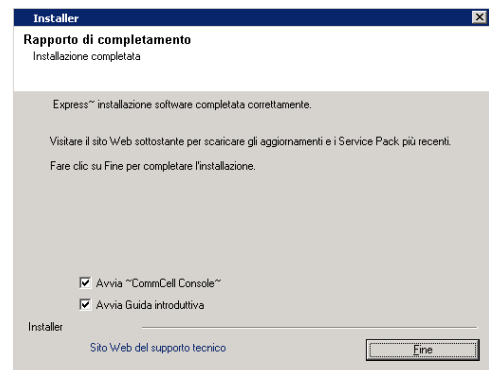 Installer
Rapporto di completamento
Installazione completata
Express~ installazione software completata correttamente.
Visitare il sito Web sottostante per scaricare gli aggiornamenti e i Service Pack più recenti.
Fare clic su Fine per completare l'installazione.
Avvia ~CommCell Console~
Avvia Guida introduttiva
Installer
Sito Web del supporto tecnico
Fine